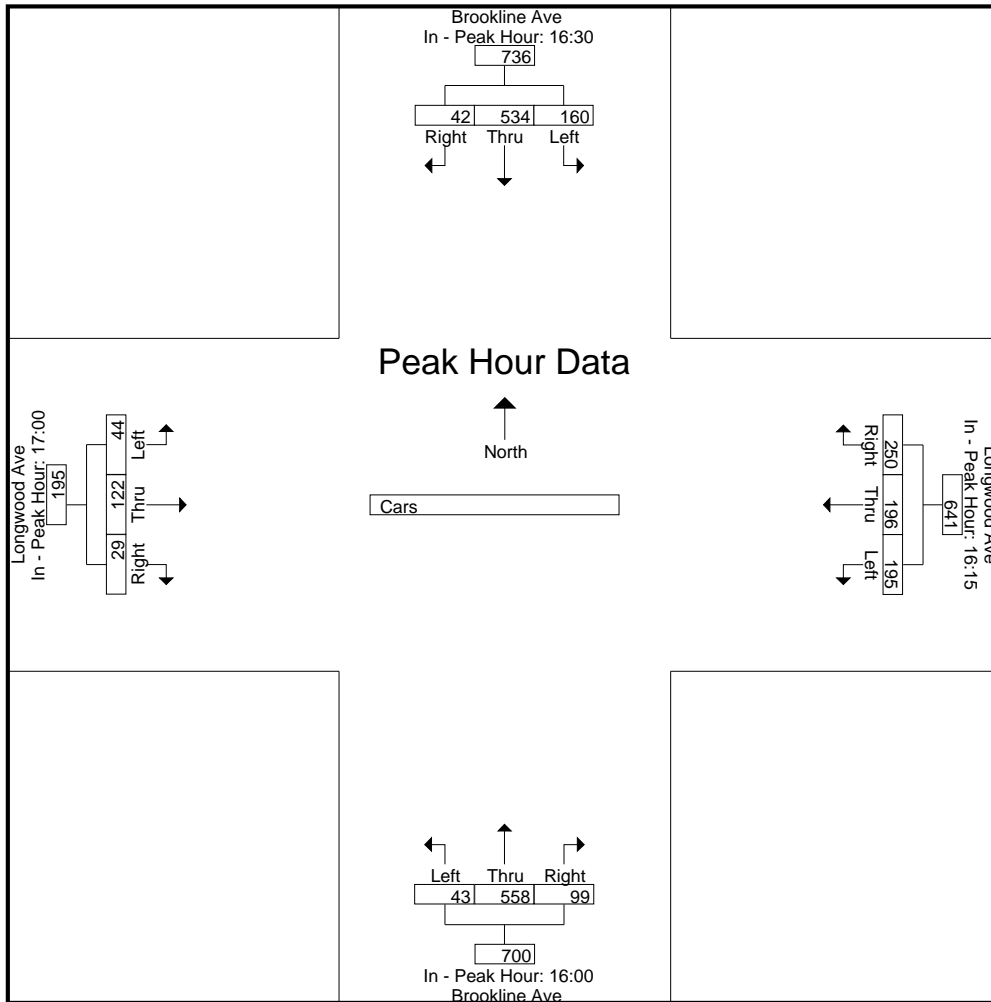 Brookline Ave
In - Peak Hour: 16:30
736
42 534 160
Right Thru Left
Peak Hour Data
North
Cars
Longwood Ave
In - Peak Hour: 17:00
195
44 122 29
Left Thru Right
Longwood Ave
In - Peak Hour: 16:15
641
250 196 195
Right Thru Left
Left Thru Right
43 558 99
700
In - Peak Hour: 16:00
Brookline Ave